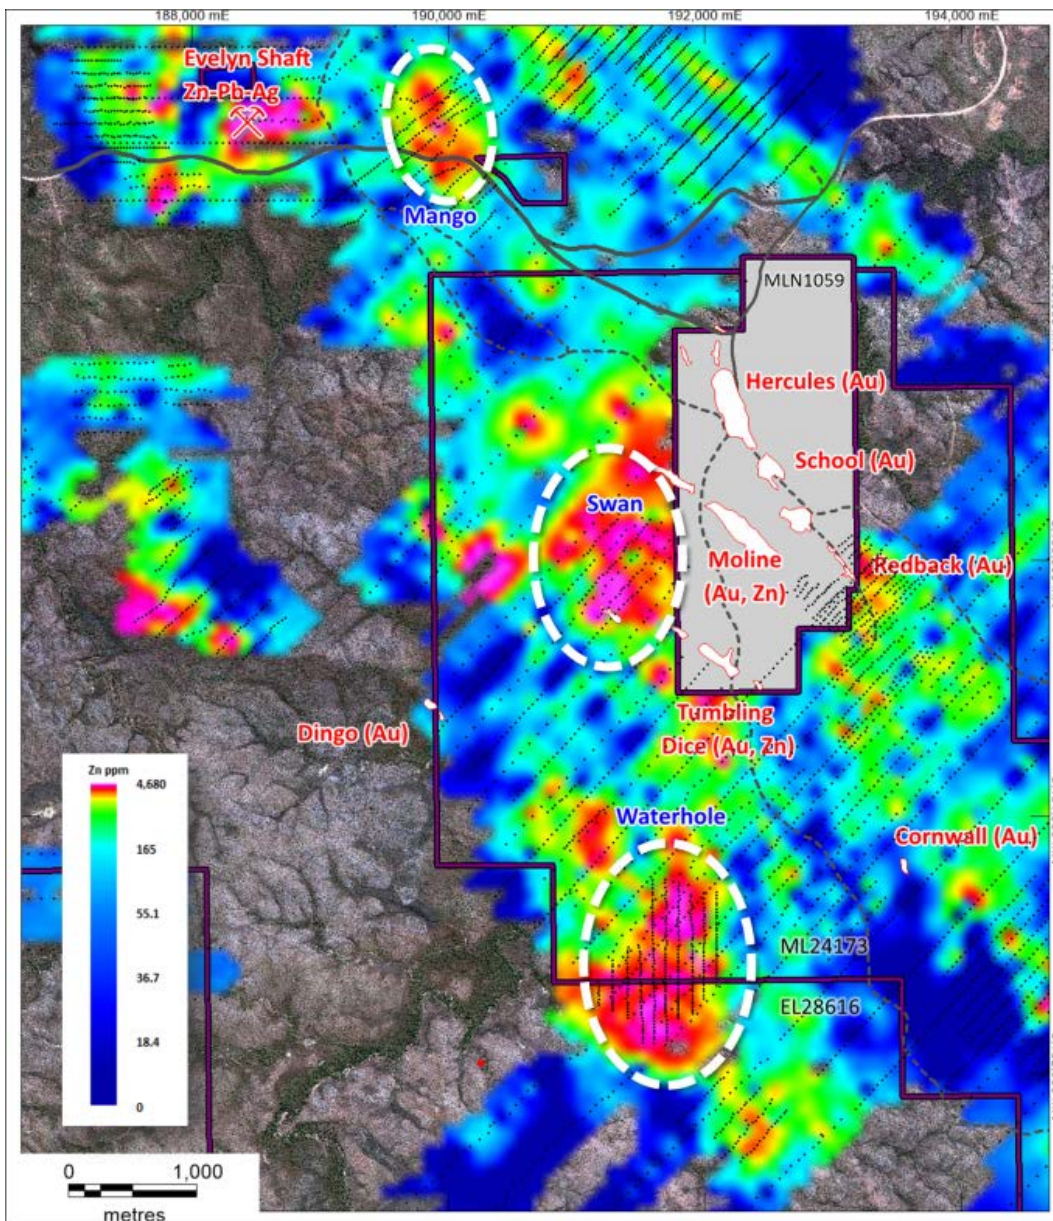 188,000 mE
190,000 mE
192,000 mE
194,000 mE
Evelyn Shaft
Zn-Pb-Ag
Mango
MLN1059
Hercules (Au)
School (Au)
Swan
Moline
(Au, Zn)
Redback (Au)
Dingo (Au)
Tumbling
Dice (Au, Zn)
Waterhole
Cornwall (Au)
ML24173
EL28616
Zn ppm
4,680
165
55.1
36.7
18.4
0
0
1,000
metres